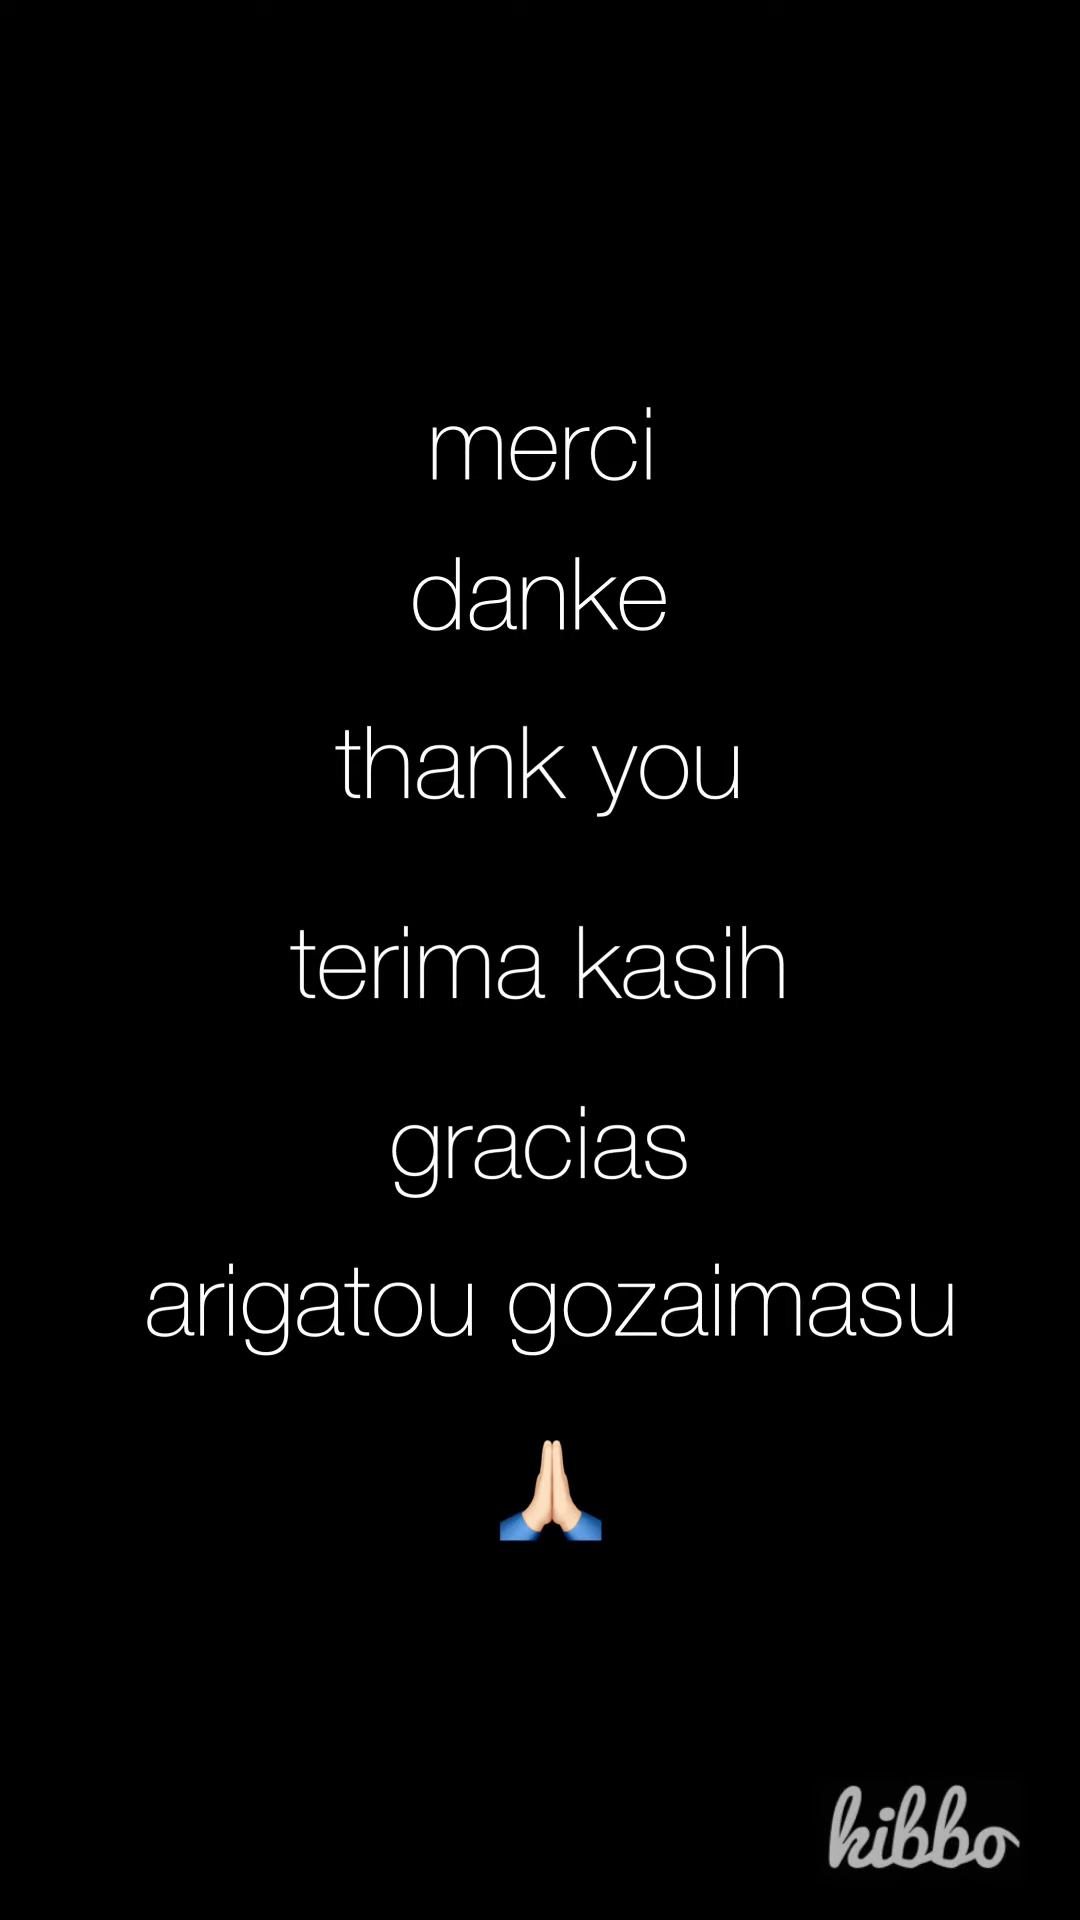 merci
danke
thank you
terima kasih
gracias
arigatou gozaimasu
🙏🏻
kibbo